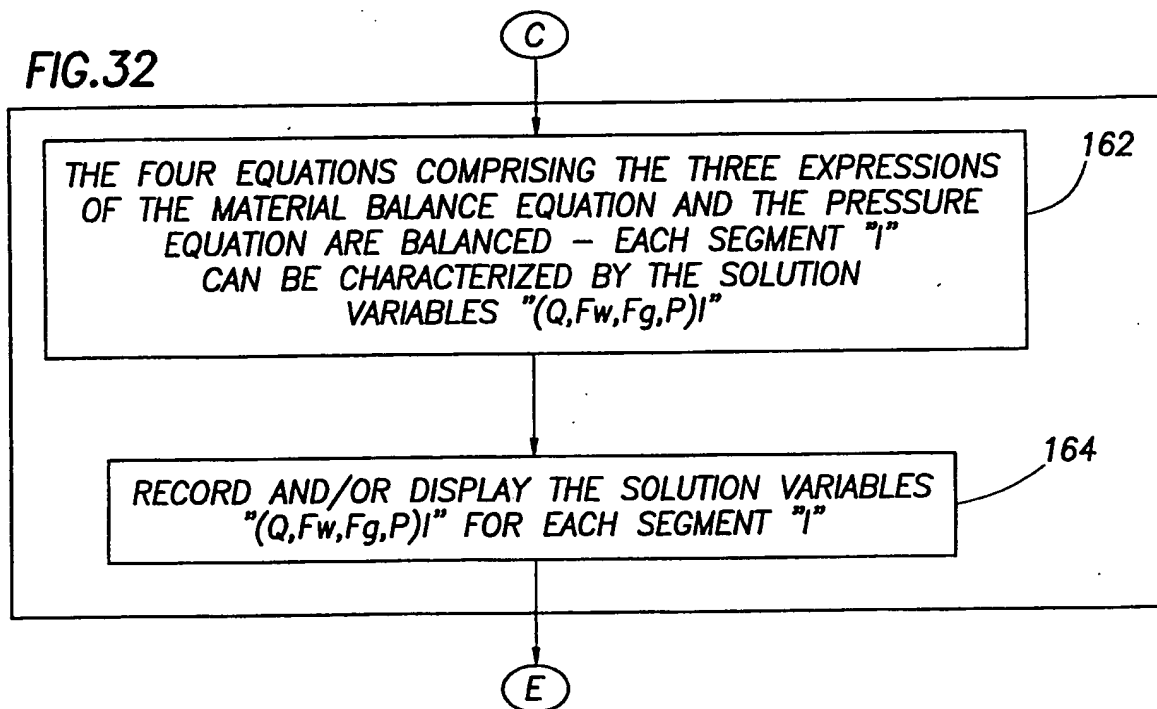 C
FIG.32
162
THE FOUR EQUATIONS COMPRISING THE THREE EXPRESSIONS
OF THE MATERIAL BALANCE EQUATION AND THE PRESSURE
EQUATION ARE BALANCED – EACH SEGMENT "I"
CAN BE CHARACTERIZED BY THE SOLUTION
VARIABLES "(Q,Fw,Fg,P)I"
164
RECORD AND/OR DISPLAY THE SOLUTION VARIABLES
"(Q,Fw,Fg,P)I" FOR EACH SEGMENT "I"
E